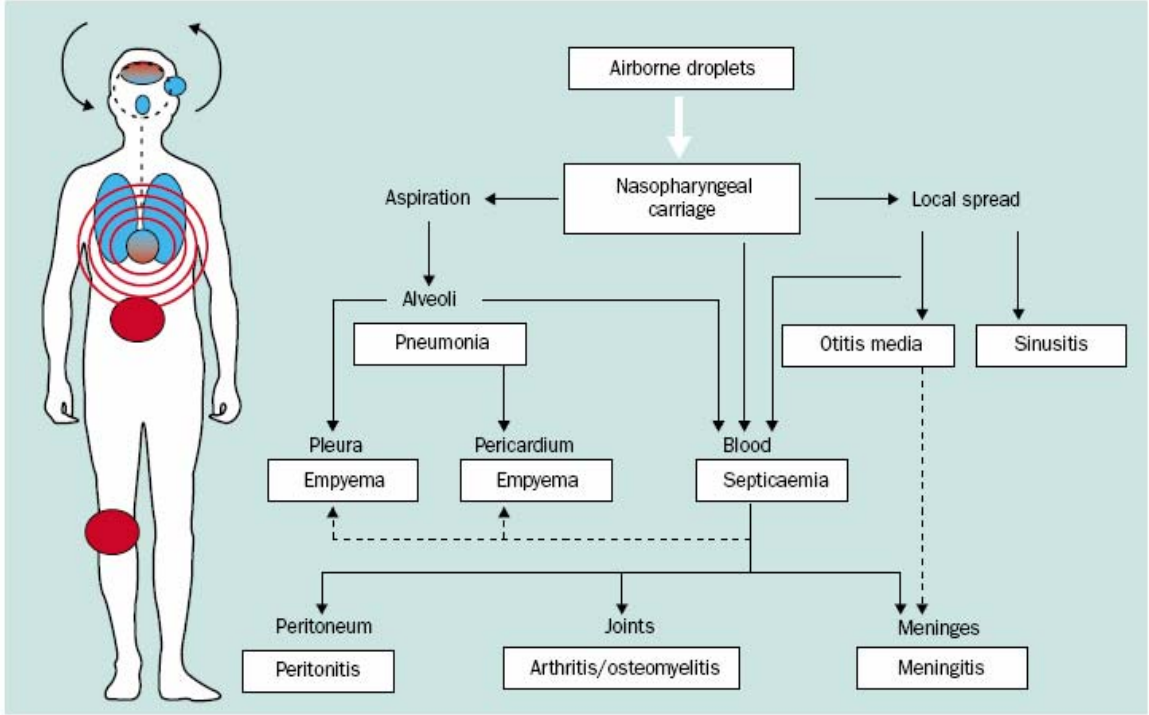 Airborne droplets
Nasopharyngeal
carriage
Aspiration
Local spread
Alveoli
Pneumonia
Otitis media
Sinusitis
Pleura
Pericardium
Blood
Empyema
Empyema
Septicaemia
Peritoneum
Joints
Meninges
Peritonitis
Arthritis/osteomyelitis
Meningitis